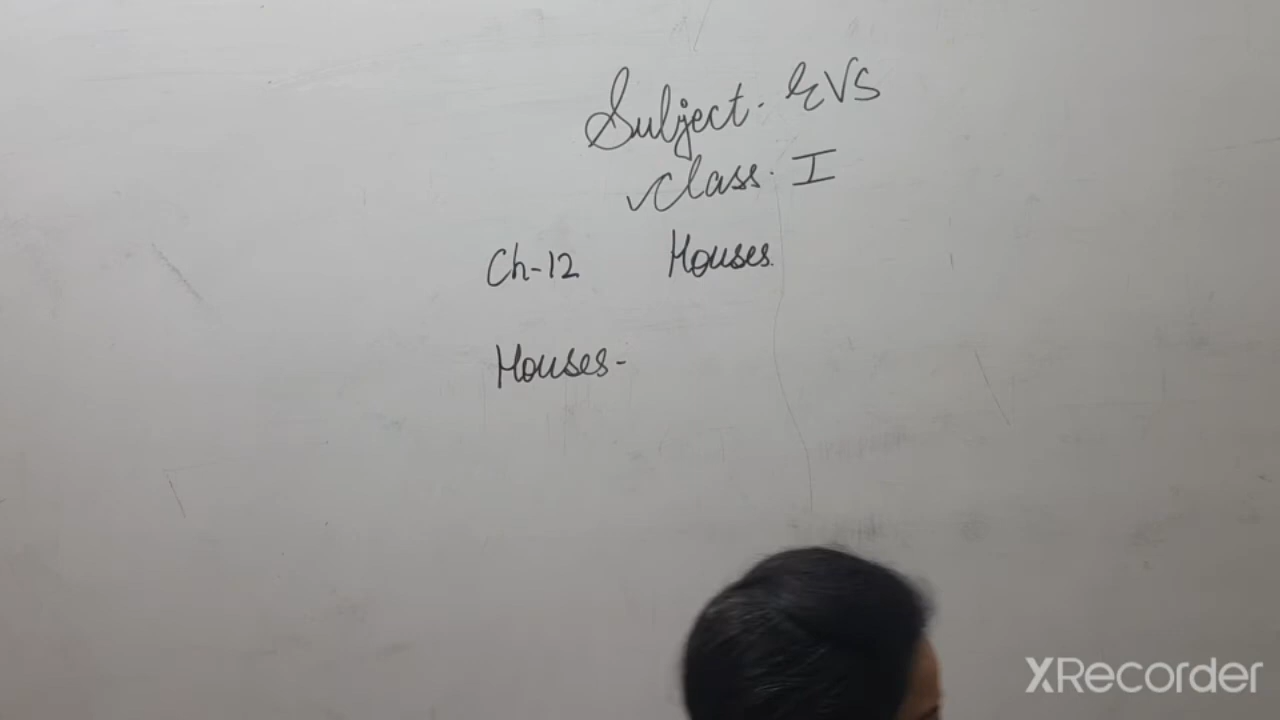 Subject. EVS
Class. I
Ch-12 Houses.
Houses-
XRecorder